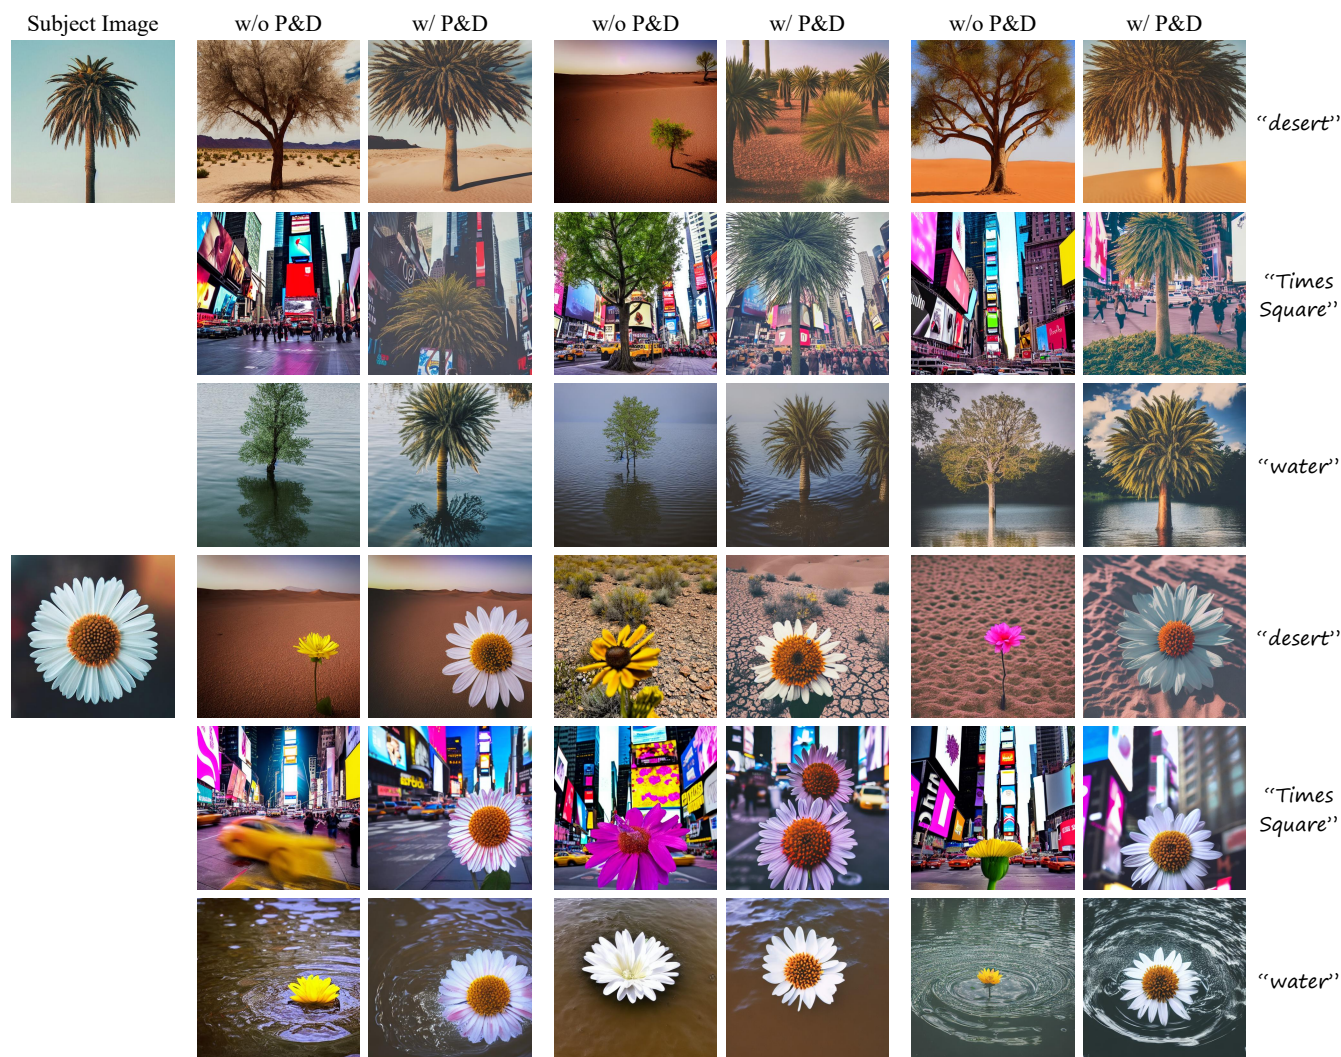 Subject Image w/o P&D w/ P&D w/o P&D w/ P&D w/o P&D w/ P&D
“desert”
“Times
Square”
“water”
“desert”
“Times
Square”
“water”